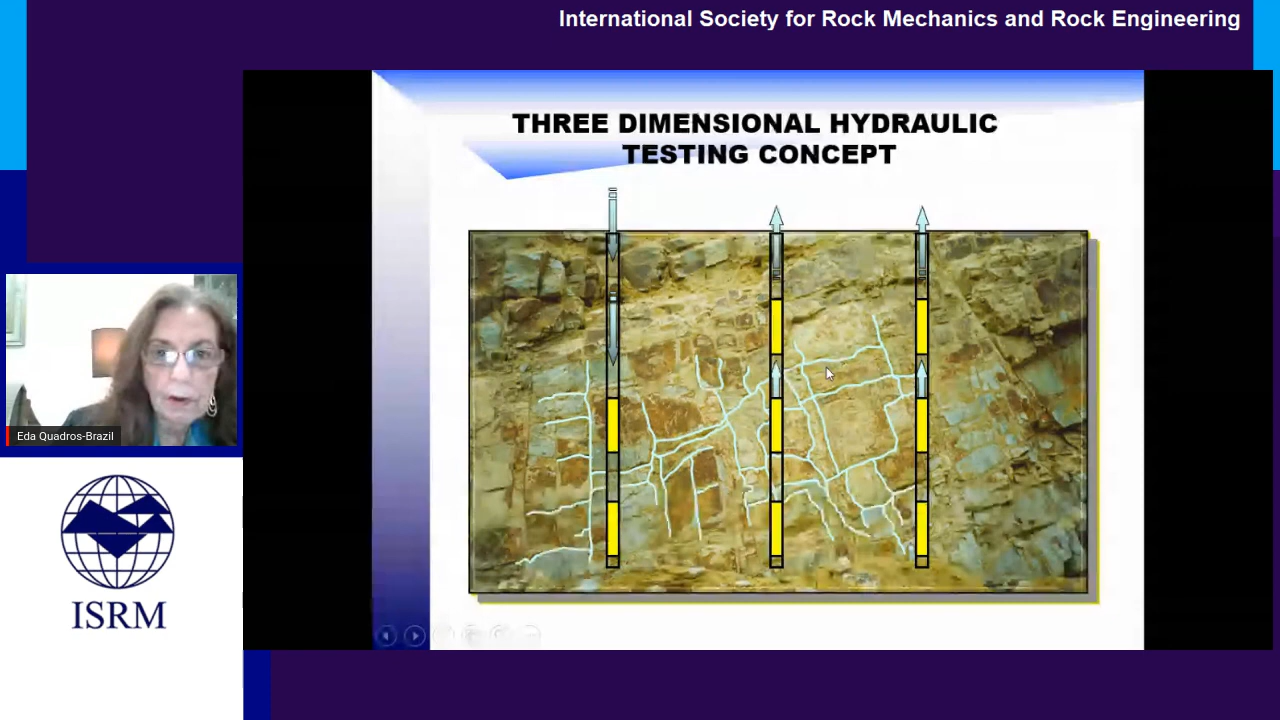 International Society for Rock Mechanics and Rock Engineering
THREE DIMENSIONAL HYDRAULIC
TESTING CONCEPT
Eda Quadros-Brazil
ISRM